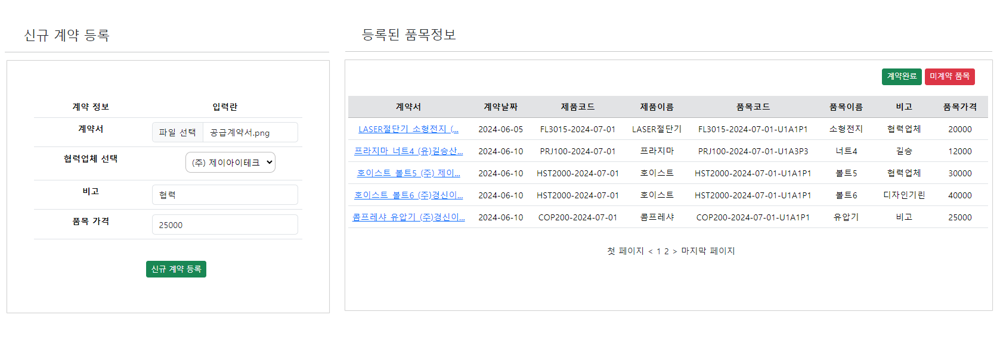 신규 계약 등록
계약 정보 입력란
계약서 파일 선택 공급계약서.png
협력업체 선택 (주) 제이아이테크
비고 협력
품목 가격 25000
신규 계약 등록
등록된 품목정보
계약완료 미계약 품목
계약서 계약날짜 제품코드 제품이름 품목코드 품목이름 비고 품목가격
LASER절단기 소형전지 (... 2024-06-05 FL3015-2024-07-01 LASER절단기 FL3015-2024-07-01-U1A1P1 소형전지 협력업체 20000
프라지마 너트4 (유)길승산... 2024-06-10 PRJ100-2024-07-01 프라지마 PRJ100-2024-07-01-U1A3P3 너트4 길승 12000
호이스트 볼트5 (주) 제이... 2024-06-10 HST2000-2024-07-01 호이스트 HST2000-2024-07-01-U1A1P1 볼트5 협력업체 30000
호이스트 볼트6 (주)경신이... 2024-06-10 HST2000-2024-07-01 호이스트 HST2000-2024-07-01-U1A1P1 볼트6 디자인기린 40000
콤프레샤 유압기 (주)경신이... 2024-06-10 COP200-2024-07-01 콤프레샤 COP200-2024-07-01-U1A1P1 유압기 비고 25000
첫 페이지 < 1 2 > 마지막 페이지